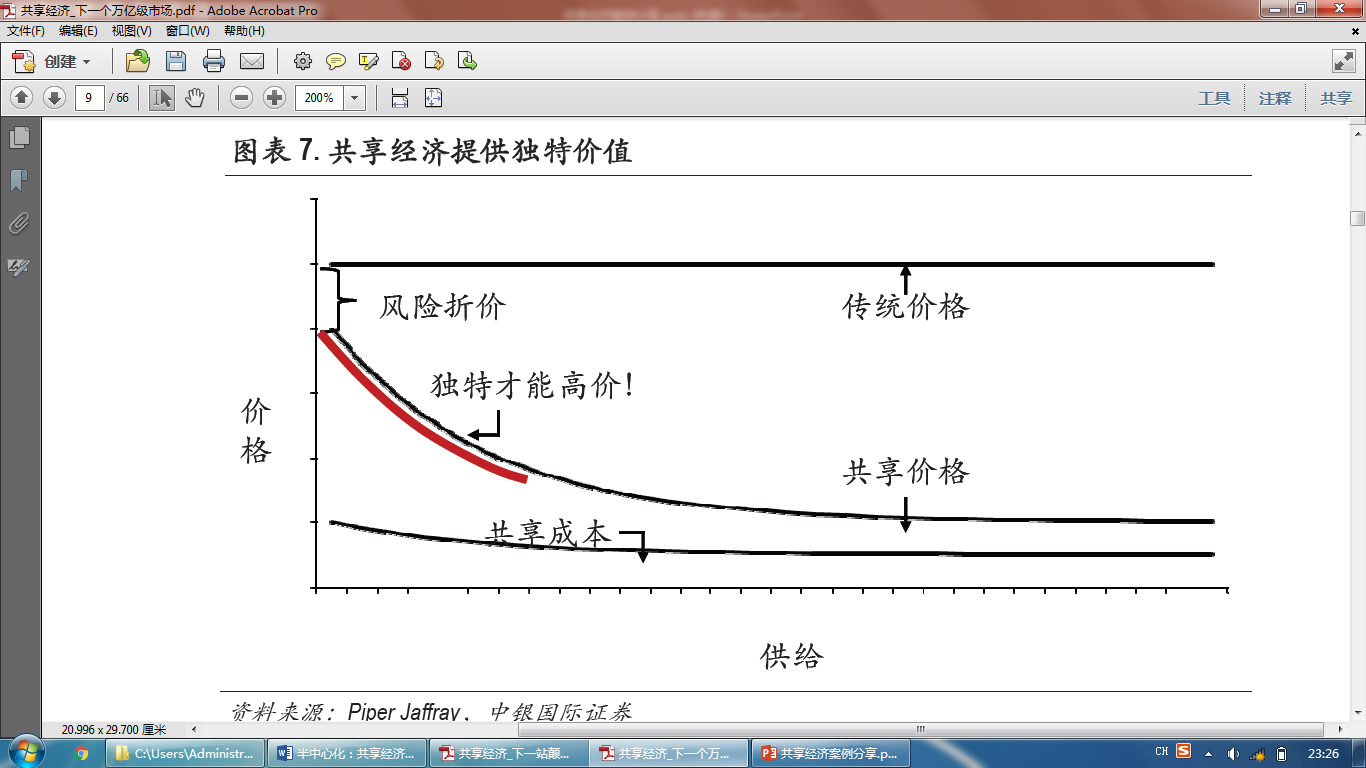 共享经济_下一个万亿级市场.pdf - Adobe Acrobat Pro
文件(F) 编辑(E) 视图(V) 窗口(W) 帮助(H)
创建
9 / 66 200% 工具 注释 共享
图表 7. 共享经济提供独特价值
风险折价 传统价格
独特才能高价!
价格
共享价格
共享成本
供给
资料来源: Piper Jaffray, 中银国际证券
20.996 x 29.700 厘米
C:\Users\Administr... 半中心化：共享经济... 共享经济_下一站颠... 共享经济_下一个万... 共享经济案例分享.p... CH 23:26